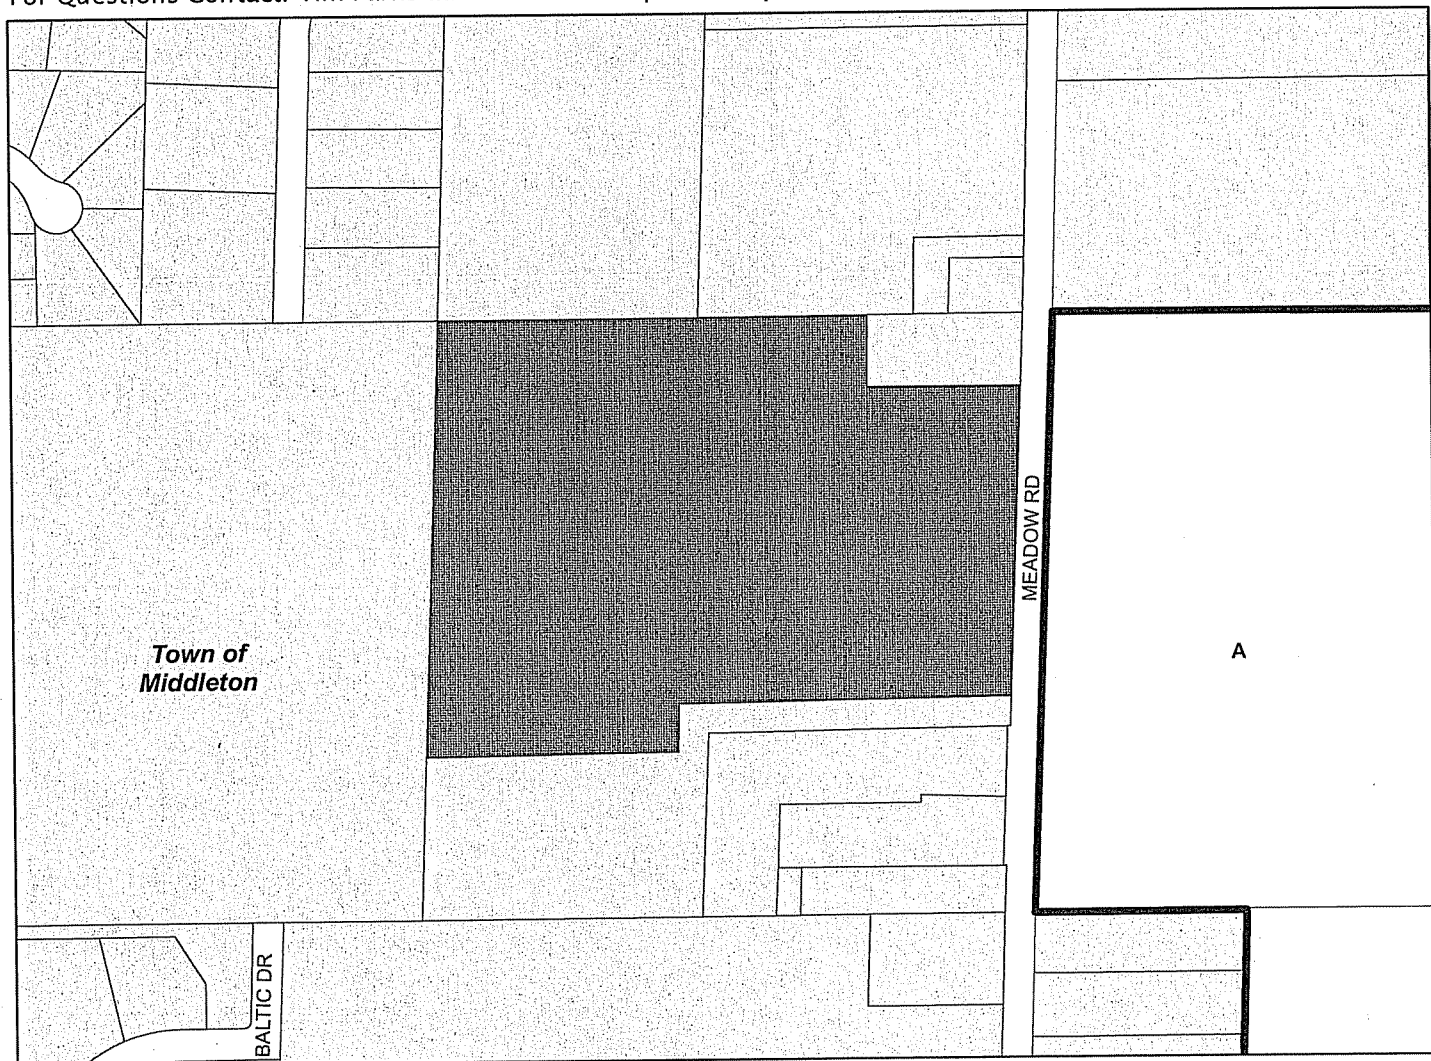 For Questions Contact:
MEADOW RD
Town of
Middleton
A
BALTIC DR